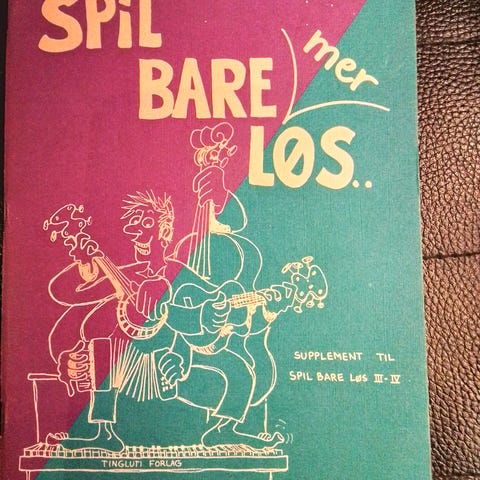 SPiL
BARE mer
LØS..
SUPPLEMENT TIL
SPIL BARE LØS III-IV
TINGLUTI FORLAG